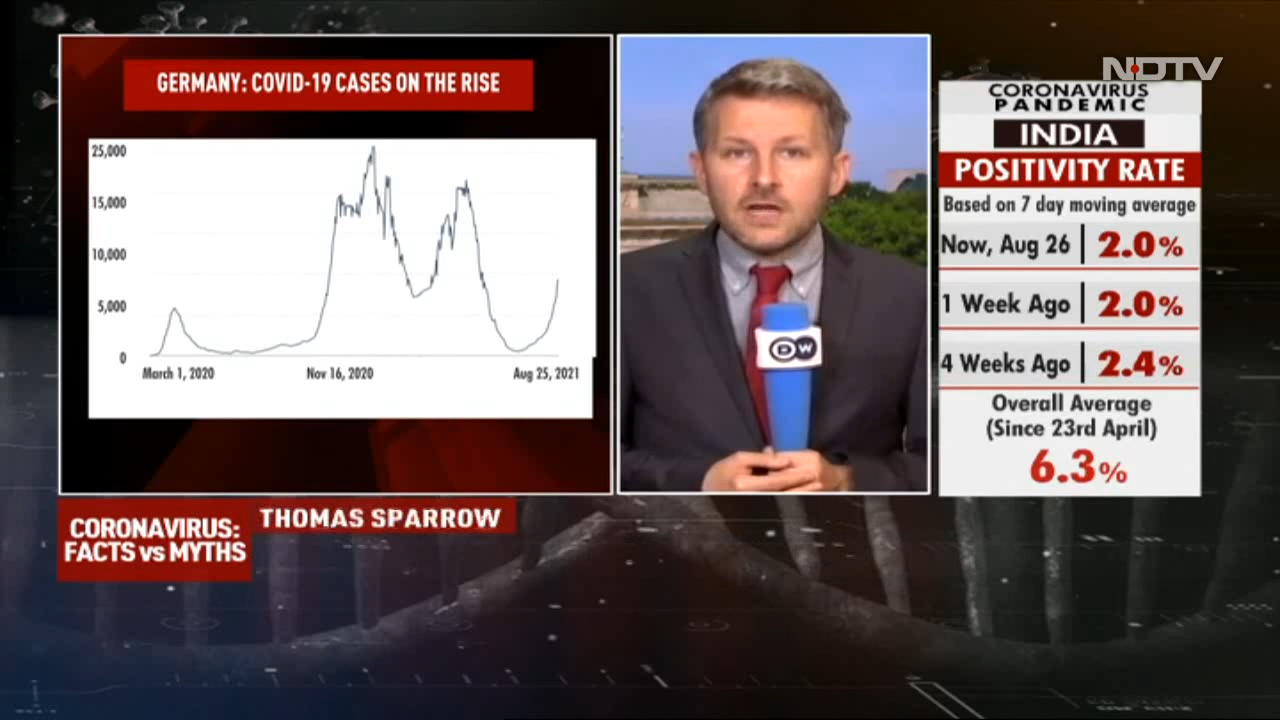 NDTV
GERMANY: COVID-19 CASES ON THE RISE
25,000
15,000
10,000
5,000
0
March 1, 2020
Nov 16, 2020
Aug 25, 2021
DW
CORONAVIRUS
PANDEMIC
INDIA
POSITIVITY RATE
Based on 7 day moving average
Now, Aug 26 2.0%
1 Week Ago 2.0%
4 Weeks Ago 2.4%
Overall Average
(Since 23rd April)
6.3%
CORONAVIRUS:
FACTS vs MYTHS
THOMAS SPARROW